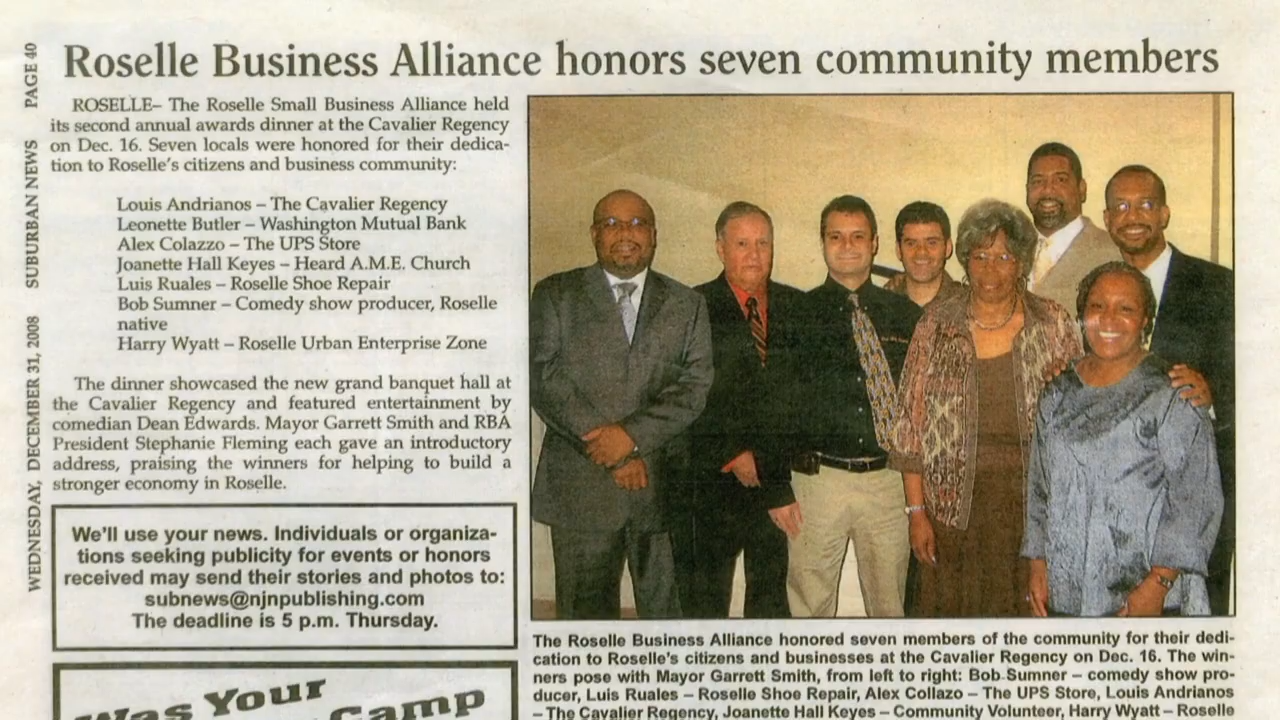 WEDNESDAY, DECEMBER 31, 2008 SUBURBAN NEWS PAGE 40
Roselle Business Alliance honors seven community members
ROSELLE– The Roselle Small Business Alliance held
its second annual awards dinner at the Cavalier Regency
on Dec. 16. Seven locals were honored for their dedica-
tion to Roselle's citizens and business community:
Louis Andrianos – The Cavalier Regency
Leonette Butler – Washington Mutual Bank
Alex Colazzo – The UPS Store
Joanette Hall Keyes – Heard A.M.E. Church
Luis Ruales – Roselle Shoe Repair
Bob Sumner – Comedy show producer, Roselle
native
Harry Wyatt – Roselle Urban Enterprise Zone
The dinner showcased the new grand banquet hall at
the Cavalier Regency and featured entertainment by
comedian Dean Edwards. Mayor Garrett Smith and RBA
President Stephanie Fleming each gave an introductory
address, praising the winners for helping to build a
stronger economy in Roselle.
We'll use your news. Individuals or organiza-
tions seeking publicity for events or honors
received may send their stories and photos to:
subnews@njnpublishing.com
The deadline is 5 p.m. Thursday.
Was Your
Camp
The Roselle Business Alliance honored seven members of the community for their dedi-
cation to Roselle's citizens and businesses at the Cavalier Regency on Dec. 16. The win-
ners pose with Mayor Garrett Smith, from left to right: Bob Sumner – comedy show pro-
ducer, Luis Ruales – Roselle Shoe Repair, Alex Collazo – The UPS Store, Louis Andrianos
– The Cavalier Regency, Joanette Hall Keyes – Community Volunteer, Harry Wyatt – Roselle